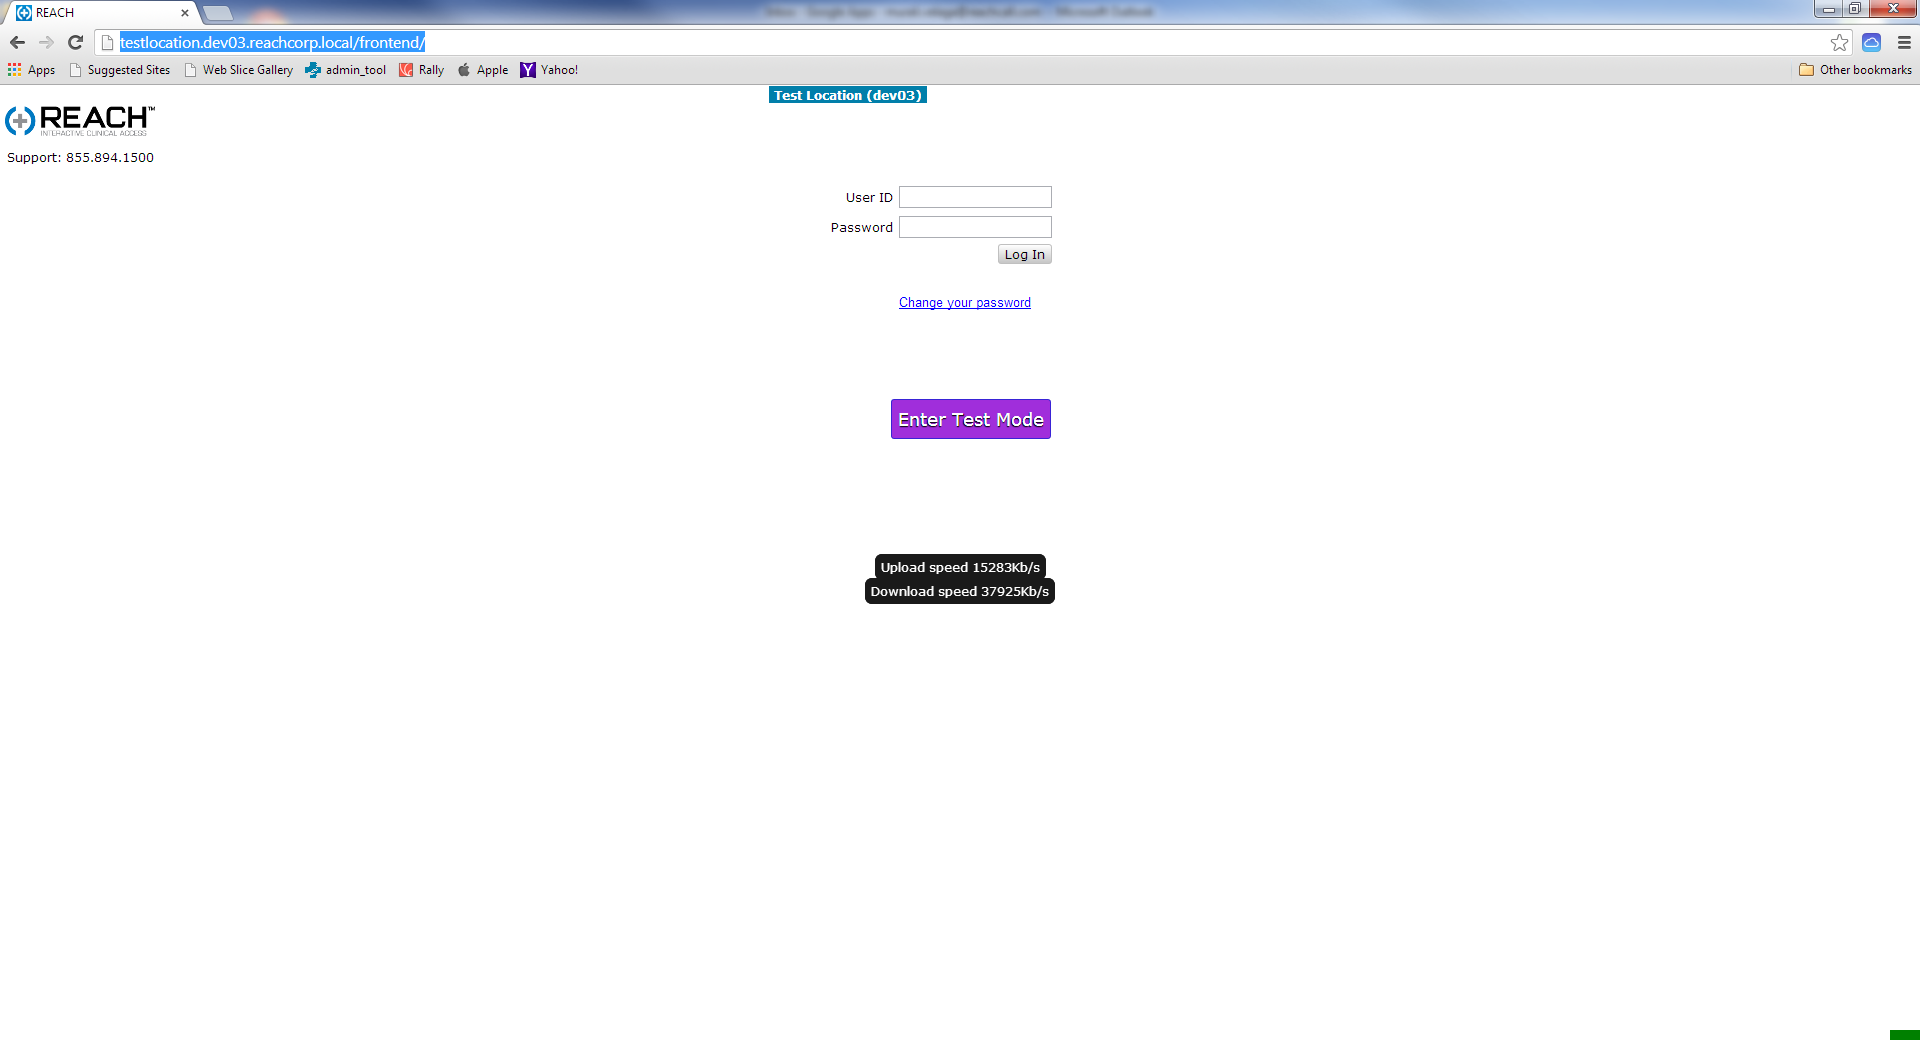 REACH
testlocation.dev03.reachcorp.local/frontend/
Apps Suggested Sites Web Slice Gallery admin_tool Rally Apple Yahoo! Other bookmarks
Test Location (dev03)
REACH™
INTERACTIVE CLINICAL ACCESS
Support: 855.894.1500
User ID
Password
Log In
Change your password
Enter Test Mode
Upload speed 15283Kb/s
Download speed 37925Kb/s